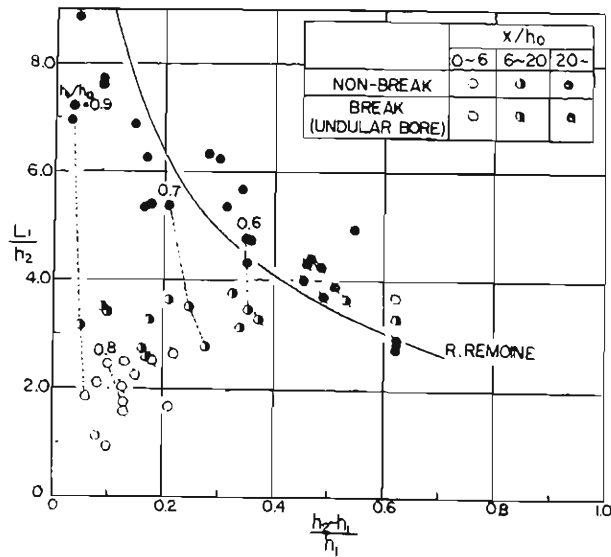 x/h₀
0~6 6~20 20~
NON-BREAK
BREAK
(UNDULAR BORE)
8.0
6.0
4.0
2.0
0
L₁
h₂
0.9
0.7
0.6
0.8
R.REMOINE
0.2 0.4 0.6 0.8 1.0
h₂-h₁
h₁